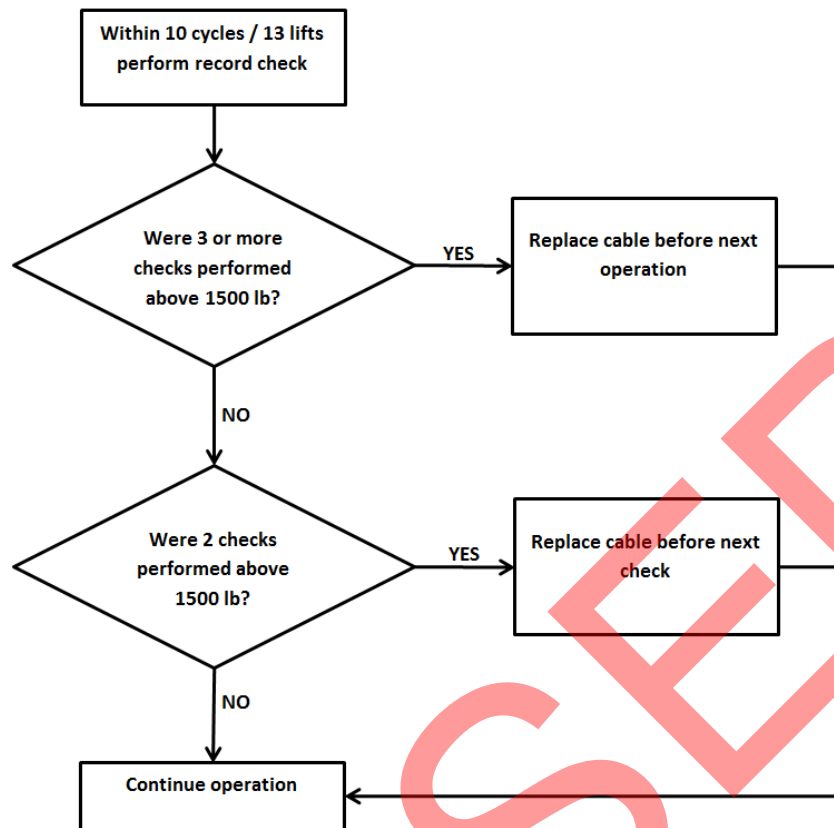 Within 10 cycles / 13 lifts
perform record check
Were 3 or more
checks performed
above 1500 lb?
YES
Replace cable before next
operation
NO
Were 2 checks
performed above
1500 lb?
YES
Replace cable before next
check
NO
Continue operation
SE